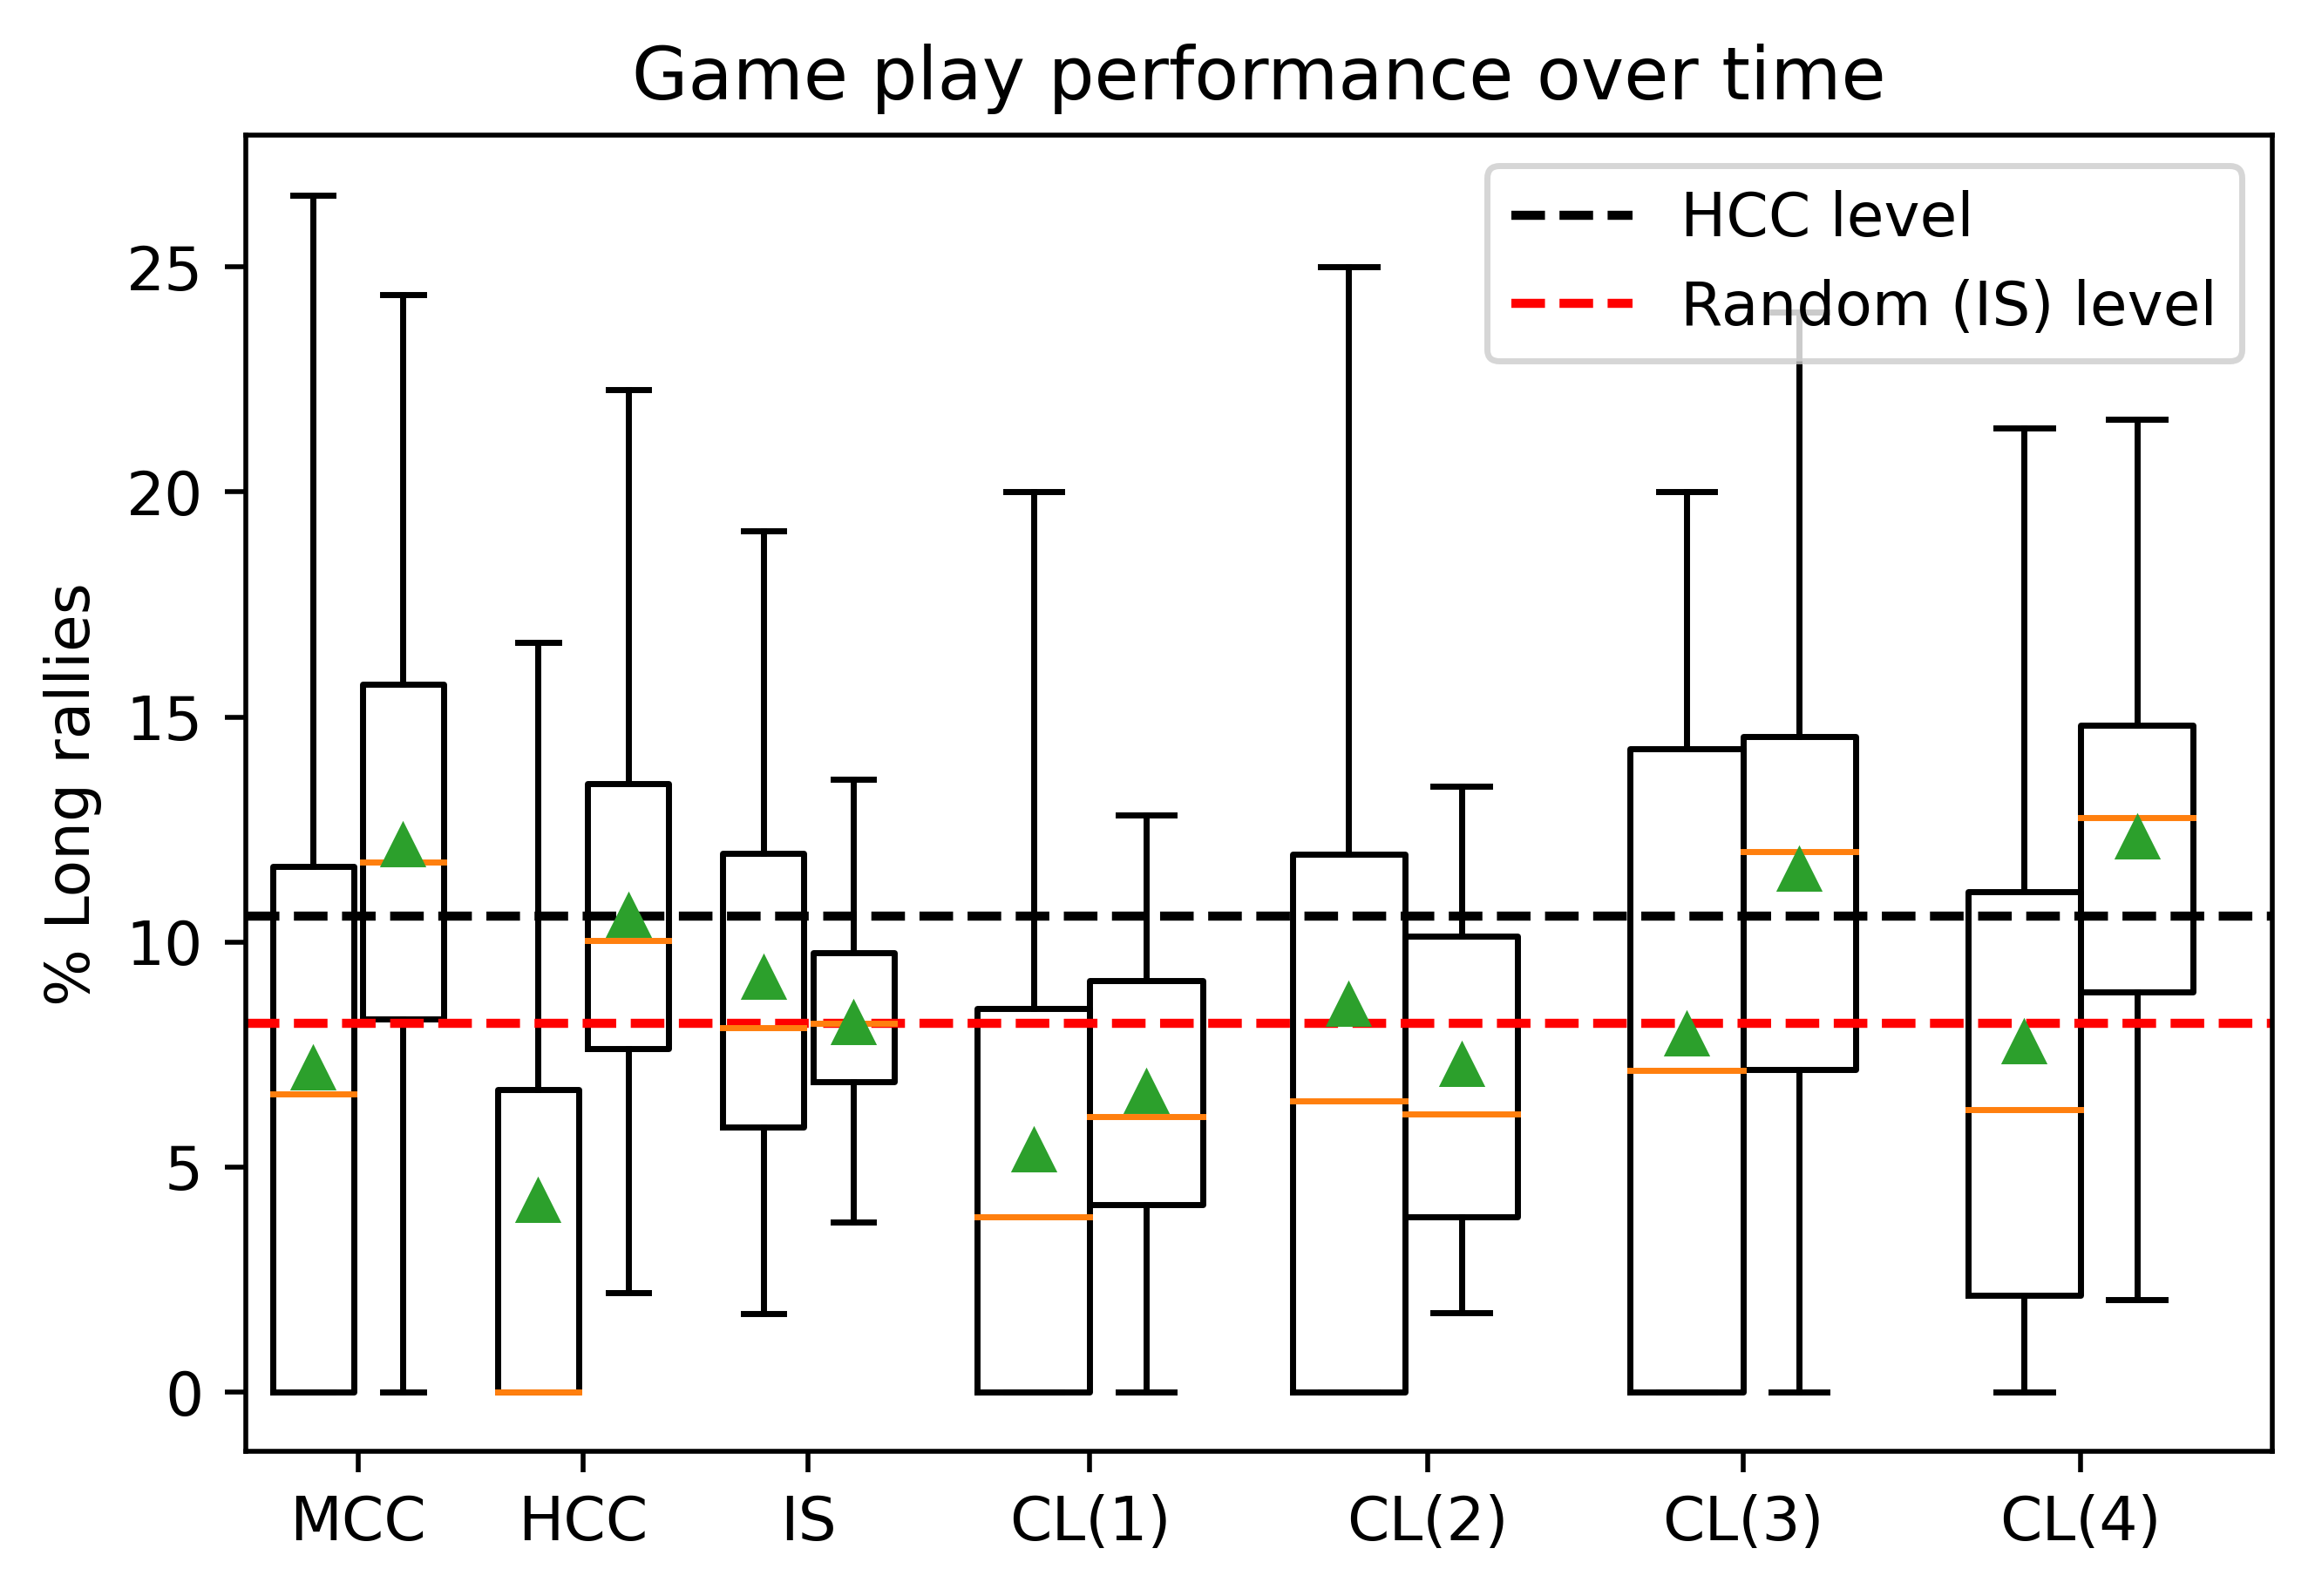 Game play performance over time
HCC level
Random (IS) level
% Long rallies
25
20
15
10
5
0
MCC HCC IS CL(1) CL(2) CL(3) CL(4)